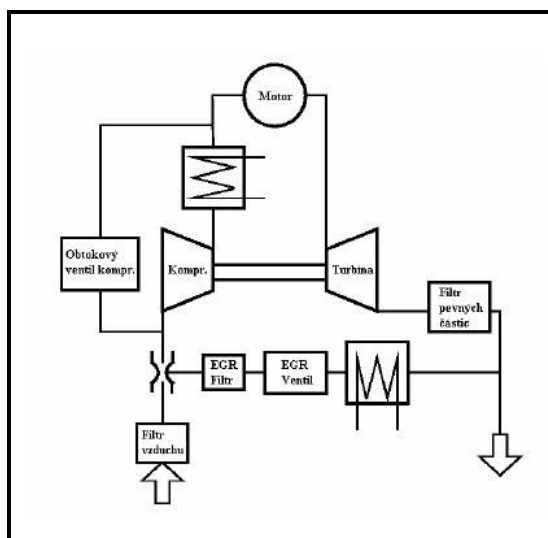 Motor
Obtokový
ventil kompr.
Kompr.
Turbína
Filtr
pevných
částic
EGR
Filtr
EGR
Ventil
Filtr
vzduchu